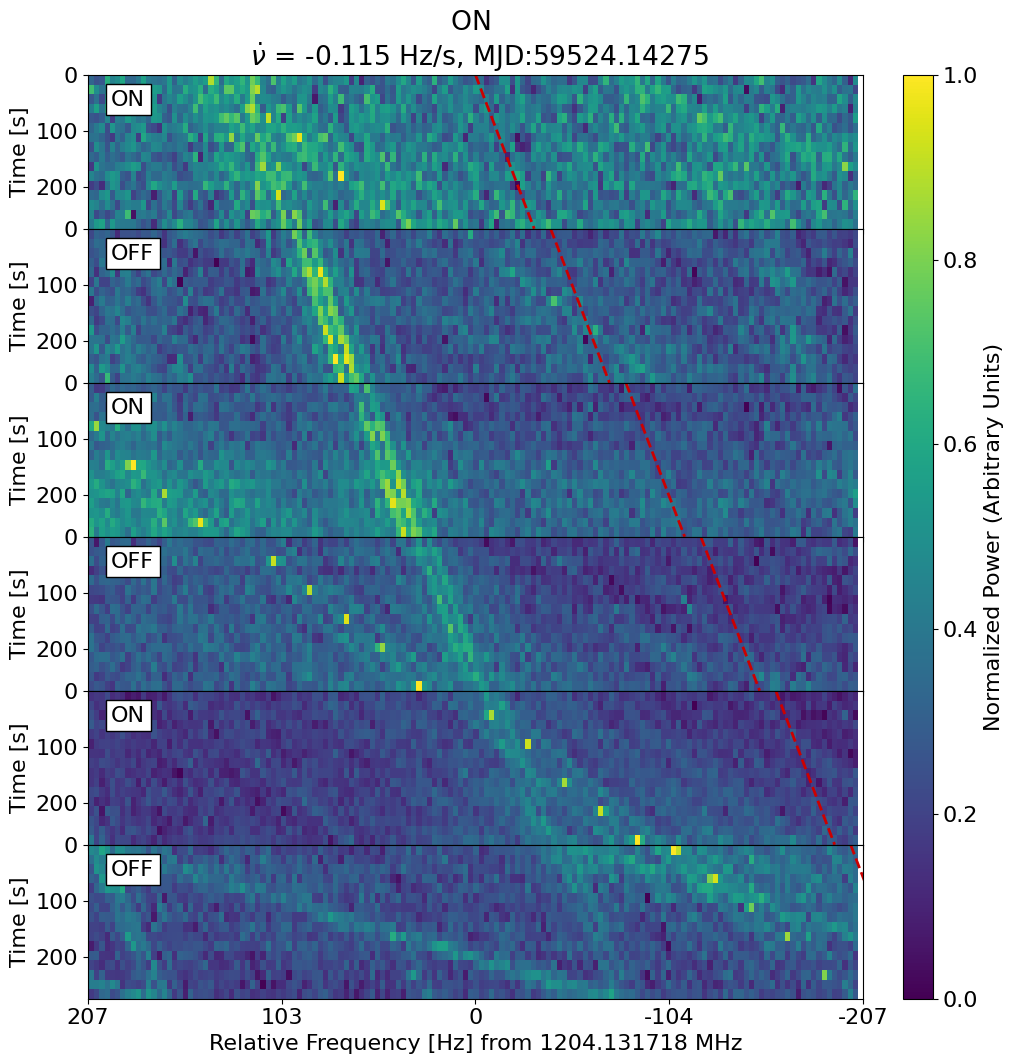 ON
ν̇ = -0.115 Hz/s, MJD:59524.14275
ON
OFF
ON
OFF
ON
OFF
Time [s]
0
100
200
Time [s]
0
100
200
Time [s]
0
100
200
Time [s]
0
100
200
Time [s]
0
100
200
Time [s]
0
100
200
207
103
0
-104
-207
Relative Frequency [Hz] from 1204.131718 MHz
1.0
0.8
0.6
0.4
0.2
0.0
Normalized Power (Arbitrary Units)